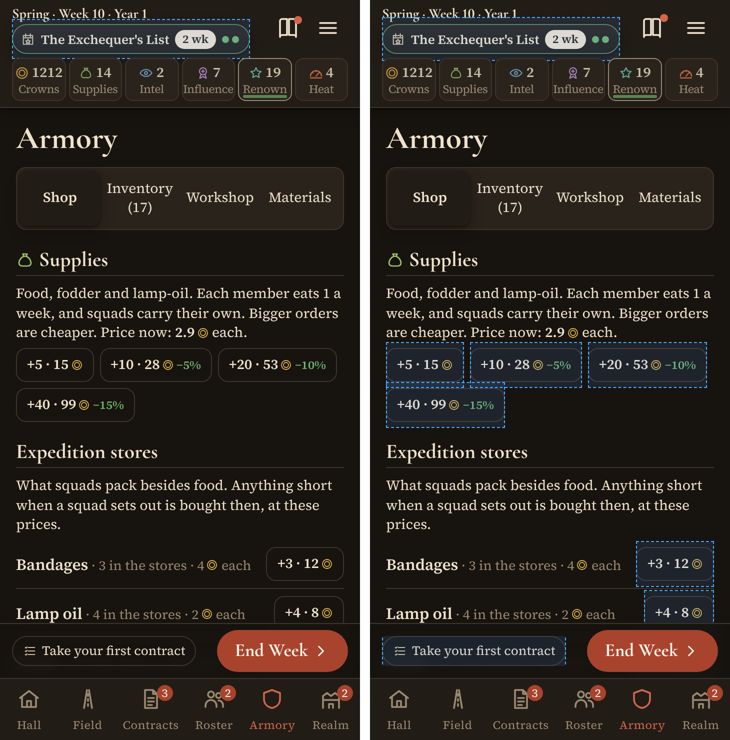 Spring · Week 10 · Year 1
The Exchequer's List 2 wk
1212 14 2 7 19 4
Crowns Supplies Intel Influence Renown Heat
Armory
Shop Inventory (17) Workshop Materials
Supplies
Food, fodder and lamp-oil. Each member eats 1 a
week, and squads carry their own. Bigger orders
are cheaper. Price now: 2.9 each.
+5 · 15 +10 · 28 −5% +20 · 53 −10%
+40 · 99 −15%
Expedition stores
What squads pack besides food. Anything short
when a squad sets out is bought then, at these
prices.
Bandages · 3 in the stores · 4 each +3 · 12
Lamp oil · 4 in the stores · 2 each +4 · 8
Take your first contract End Week
3 2 2
Hall Field Contracts Roster Armory Realm
Spring · Week 10 · Year 1
The Exchequer's List 2 wk
1212 14 2 7 19 4
Crowns Supplies Intel Influence Renown Heat
Armory
Shop Inventory (17) Workshop Materials
Supplies
Food, fodder and lamp-oil. Each member eats 1 a
week, and squads carry their own. Bigger orders
are cheaper. Price now: 2.9 each.
+5 · 15 +10 · 28 −5% +20 · 53 −10%
+40 · 99 −15%
Expedition stores
What squads pack besides food. Anything short
when a squad sets out is bought then, at these
prices.
Bandages · 3 in the stores · 4 each +3 · 12
Lamp oil · 4 in the stores · 2 each +4 · 8
Take your first contract End Week
3 2 2
Hall Field Contracts Roster Armory Realm